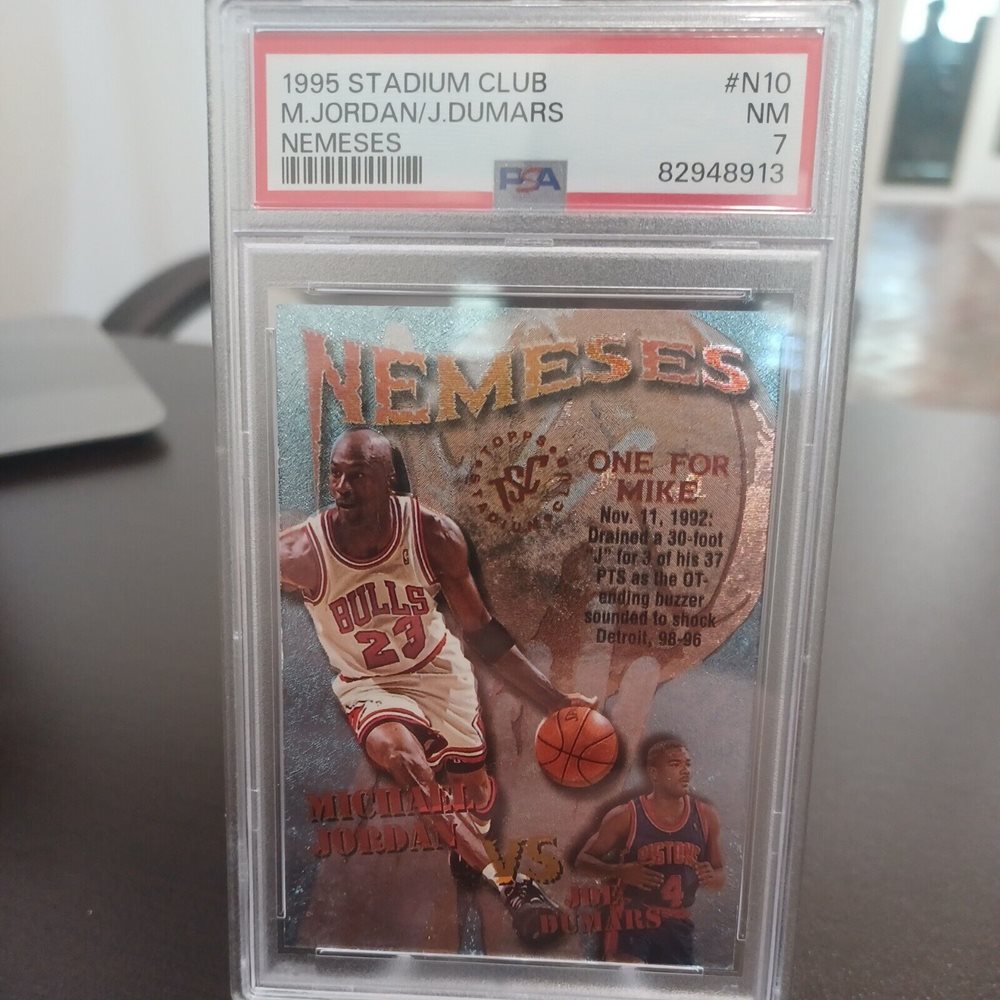 1995 STADIUM CLUB #N10
M.JORDAN/J.DUMARS NM
NEMESES 7
PSA 82948913
NEMESES
TOPPS STADIUM CLUB
TSC
ONE FOR
MIKE
Nov. 11, 1992:
Drained a 30-foot
"J" for 3 of his 37
PTS as the OT-
ending buzzer
sounded to shock
Detroit, 98-96
BULLS
23
MICHAEL
JORDAN
VS
PISTONS
4
JOE
DUMARS